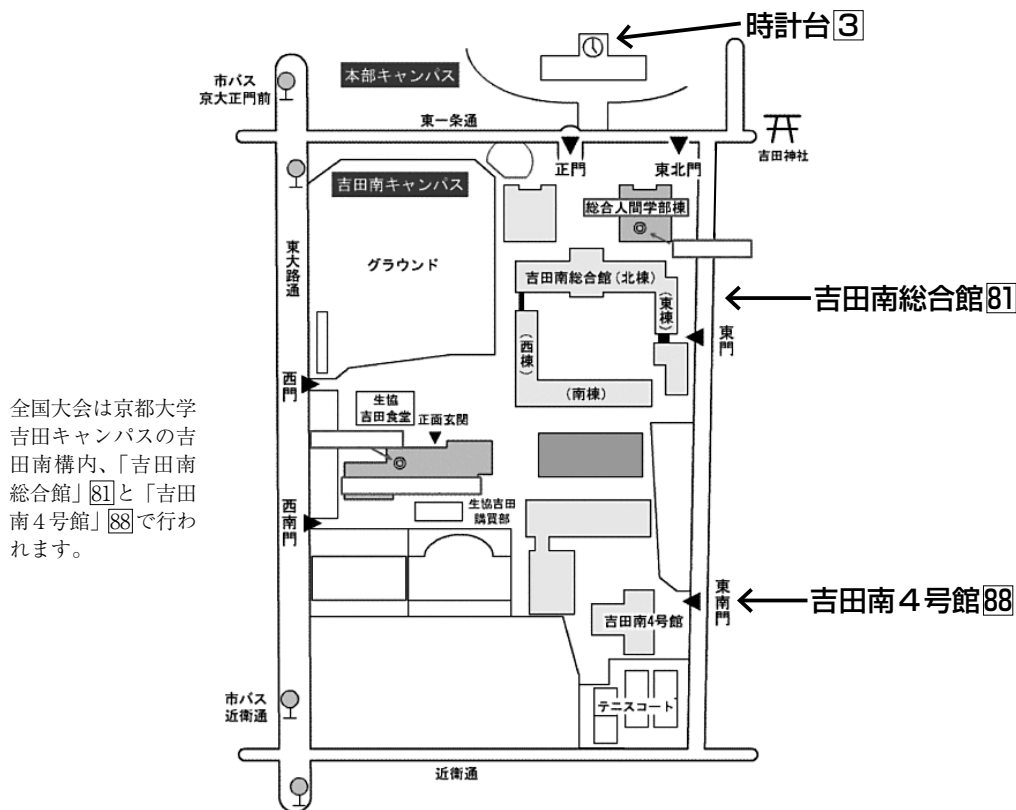 時計台3
市バス
京大正門前
本部キャンパス
東一条通
吉田神社
正門
東北門
吉田南キャンパス
総合人間学部棟
東大路通
グラウンド
吉田南総合館(北棟)
(東棟)
吉田南総合館81
東門
(西棟)
(南棟)
西門
生協
吉田食堂
正面玄関
全国大会は京都大学
吉田キャンパスの吉
田南構内、「吉田南
総合館」81と「吉田
南4号館」88で行わ
れます。
西南門
生協吉田
購買部
東南門
吉田南4号館88
吉田南4号館
市バス
近衛通
テニスコート
近衛通